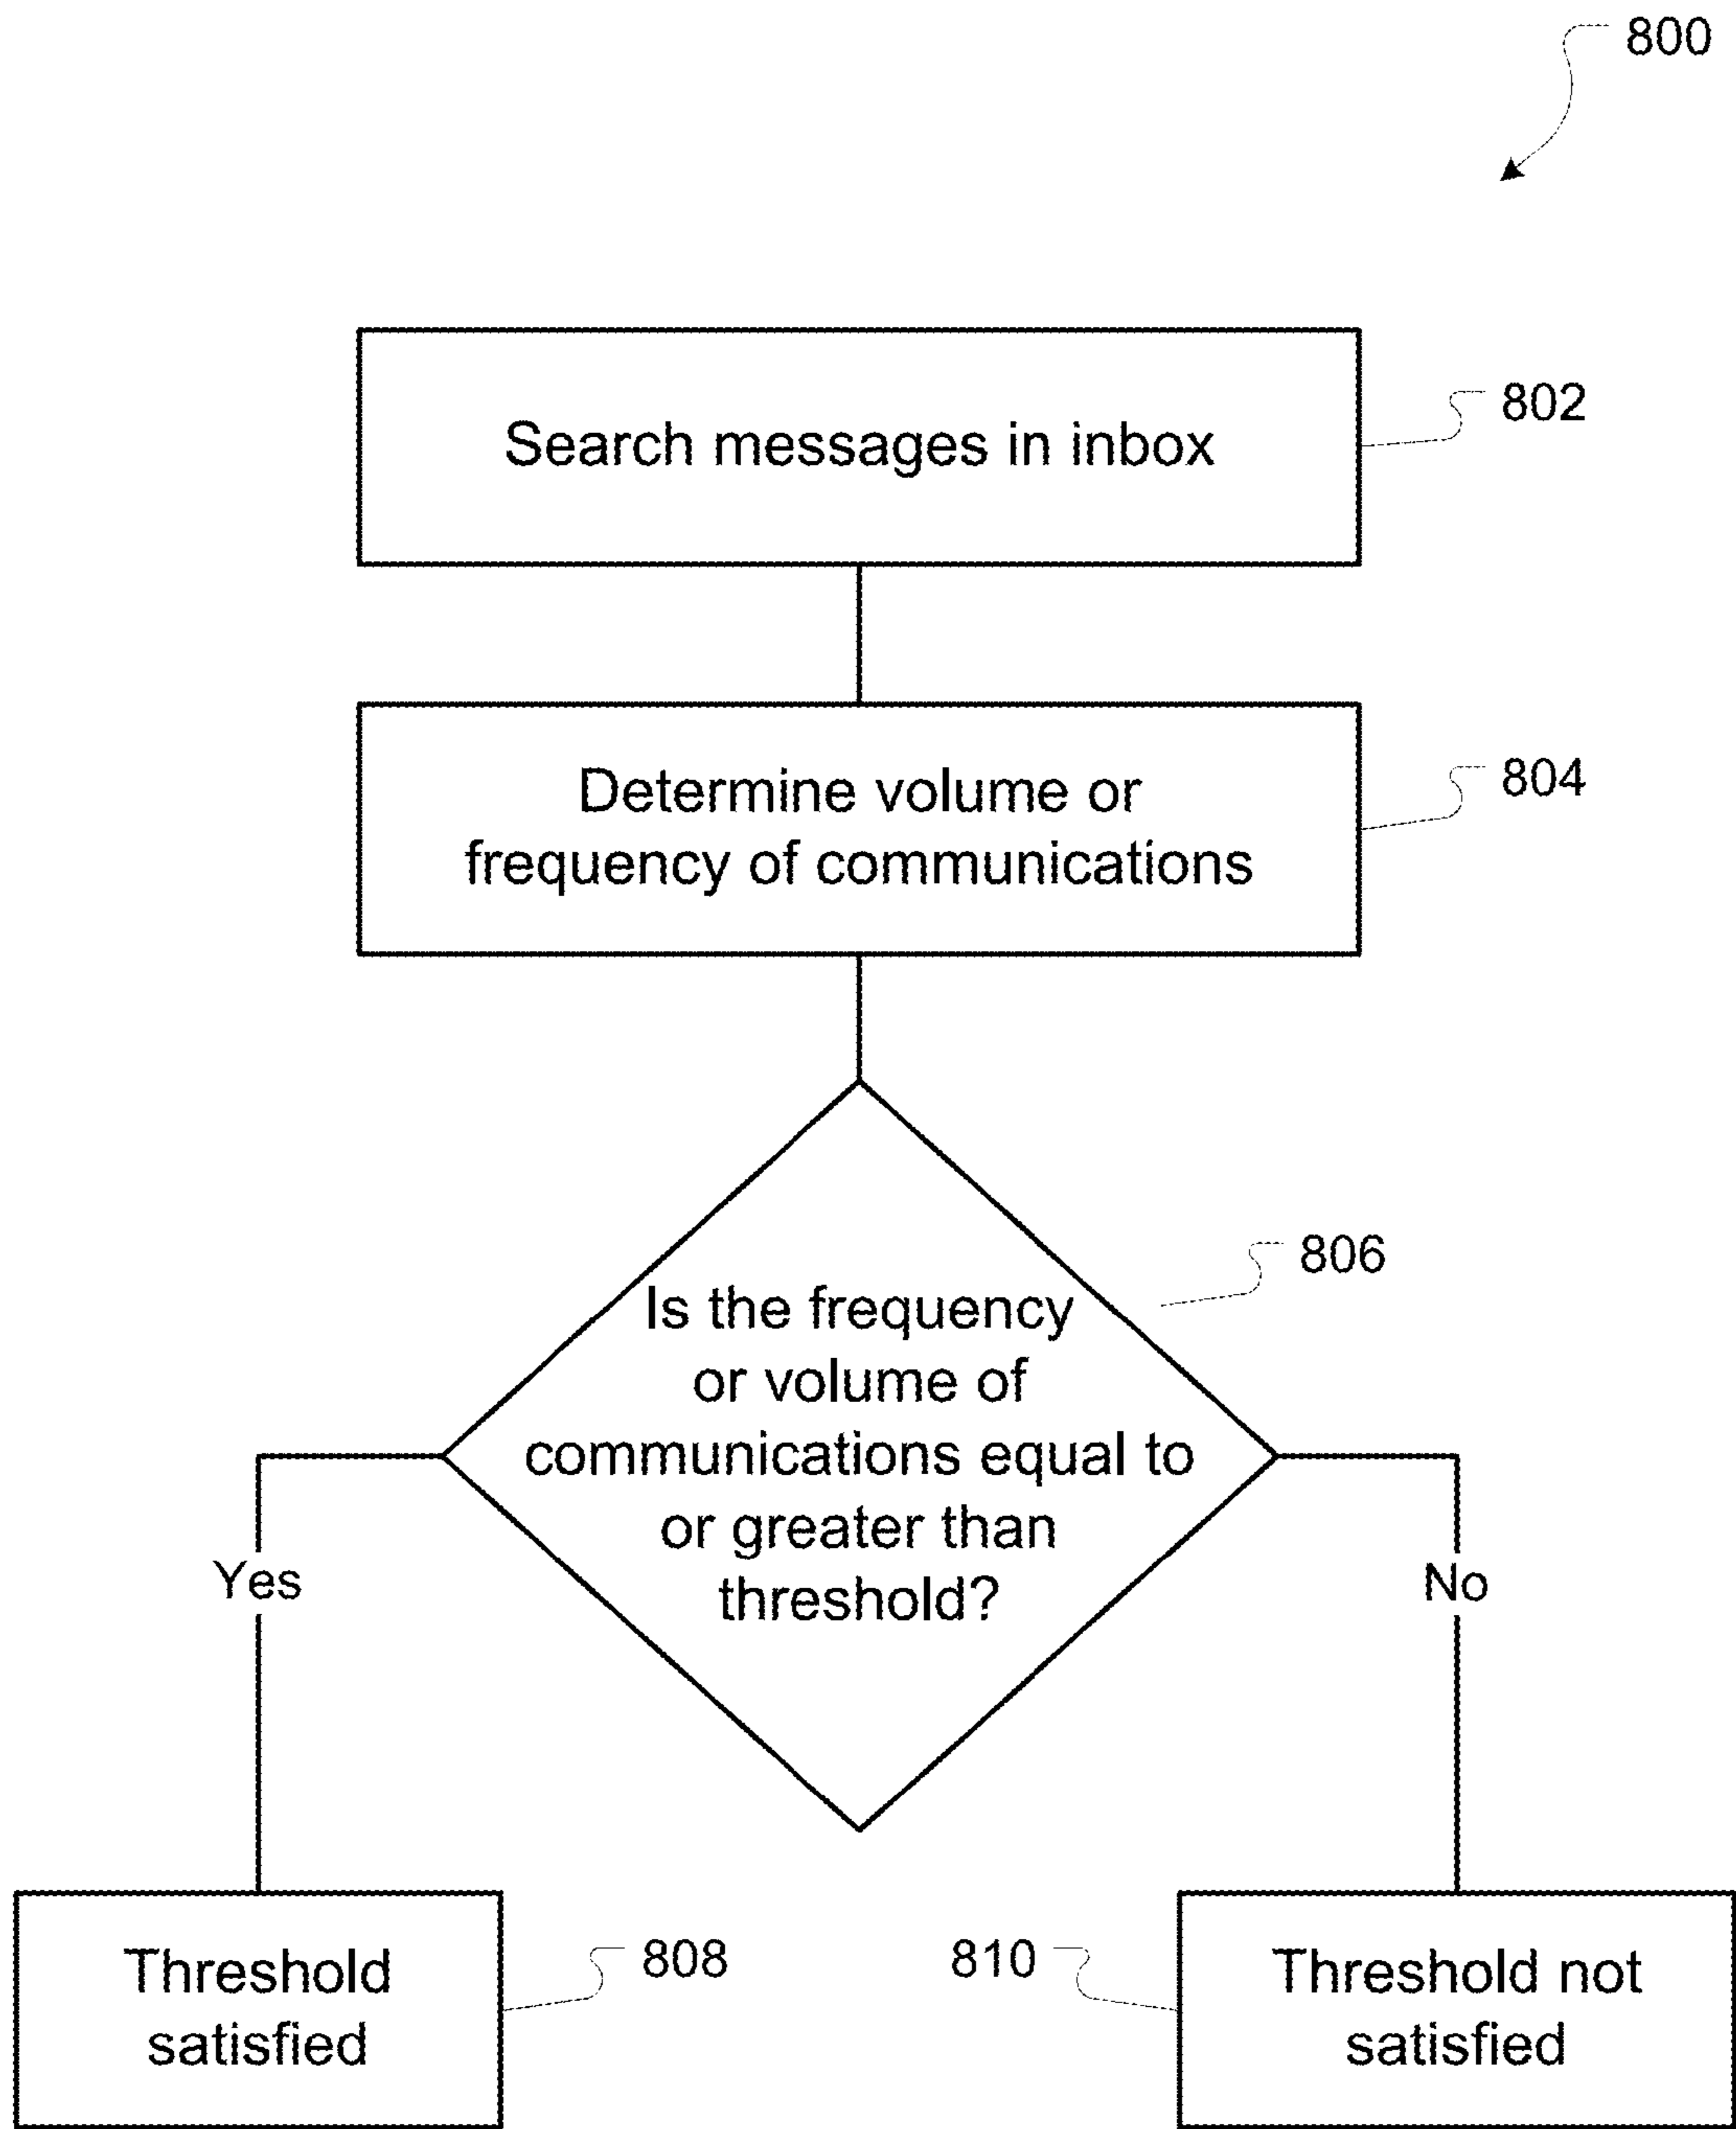 800
Search messages in inbox
802
Determine volume or
frequency of communications
804
Is the frequency
or volume of
communications equal to
or greater than
threshold?
806
Yes
No
Threshold
satisfied
808
810
Threshold not
satisfied